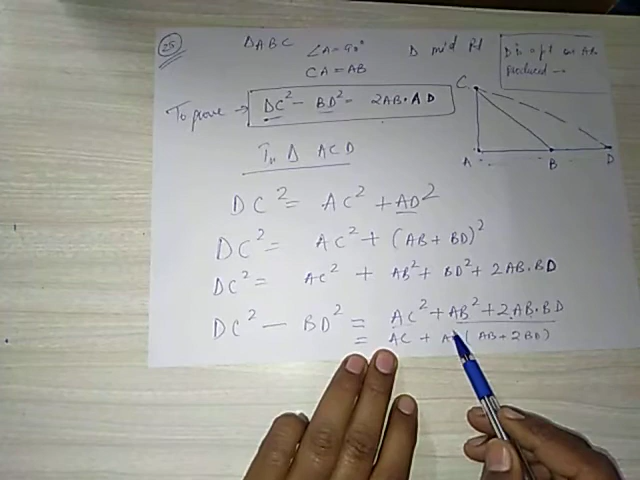 25
ΔABC ∠A=90° D mid Pt
CA = AB
D is a pt on AB
produced
To prove → DC² - BD² = 2AB·AD
In Δ ACD
C
A B D
DC² = AC² + AD²
DC² = AC² + (AB + BD)²
DC² = AC² + AB² + BD² + 2AB·BD
DC² - BD² = AC² + AB² + 2AB·BD
= AC + (AB + 2BD)